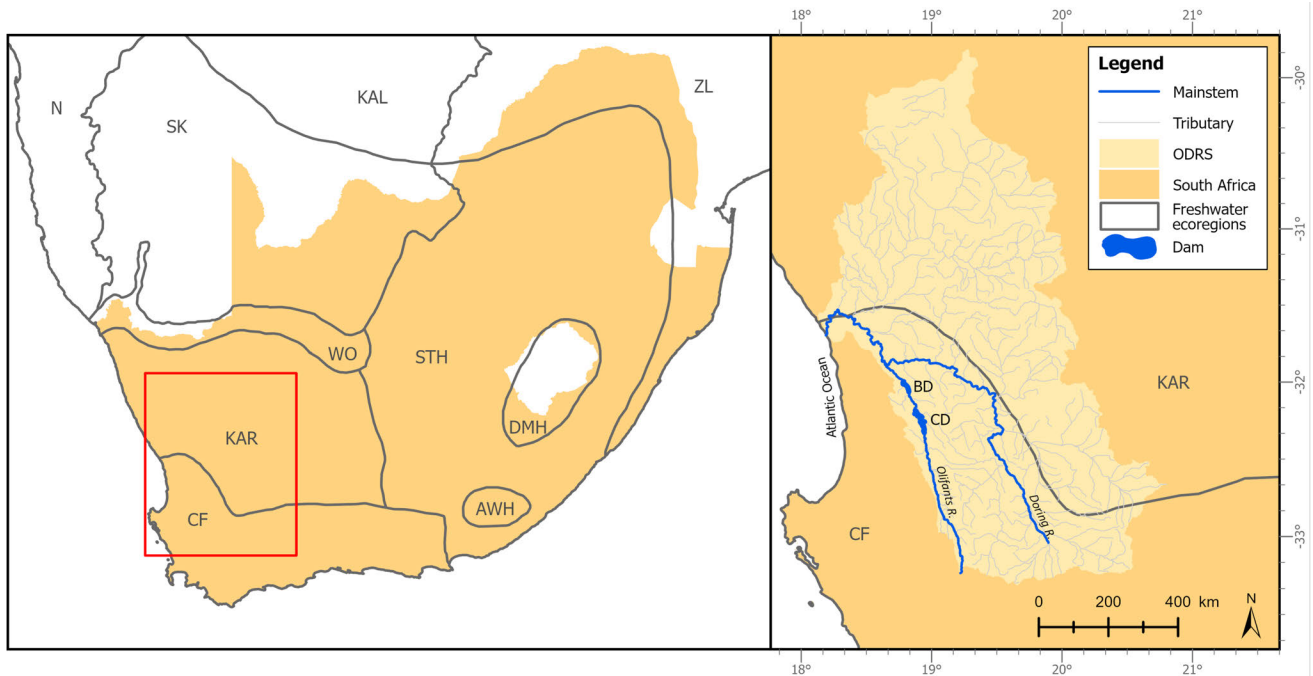 18° 19° 20° 21°
N
SK
KAL
ZL
WO
STH
KAR
DMH
AWH
CF
Legend
Mainstem
Tributary
ODRS
South Africa
Freshwater
ecoregions
Dam
-30°
-31°
-32°
-33°
Atlantic Ocean
BD
CD
KAR
Olifants R.
Doring R.
CF
0 200 400 km
N
18° 19° 20° 21°